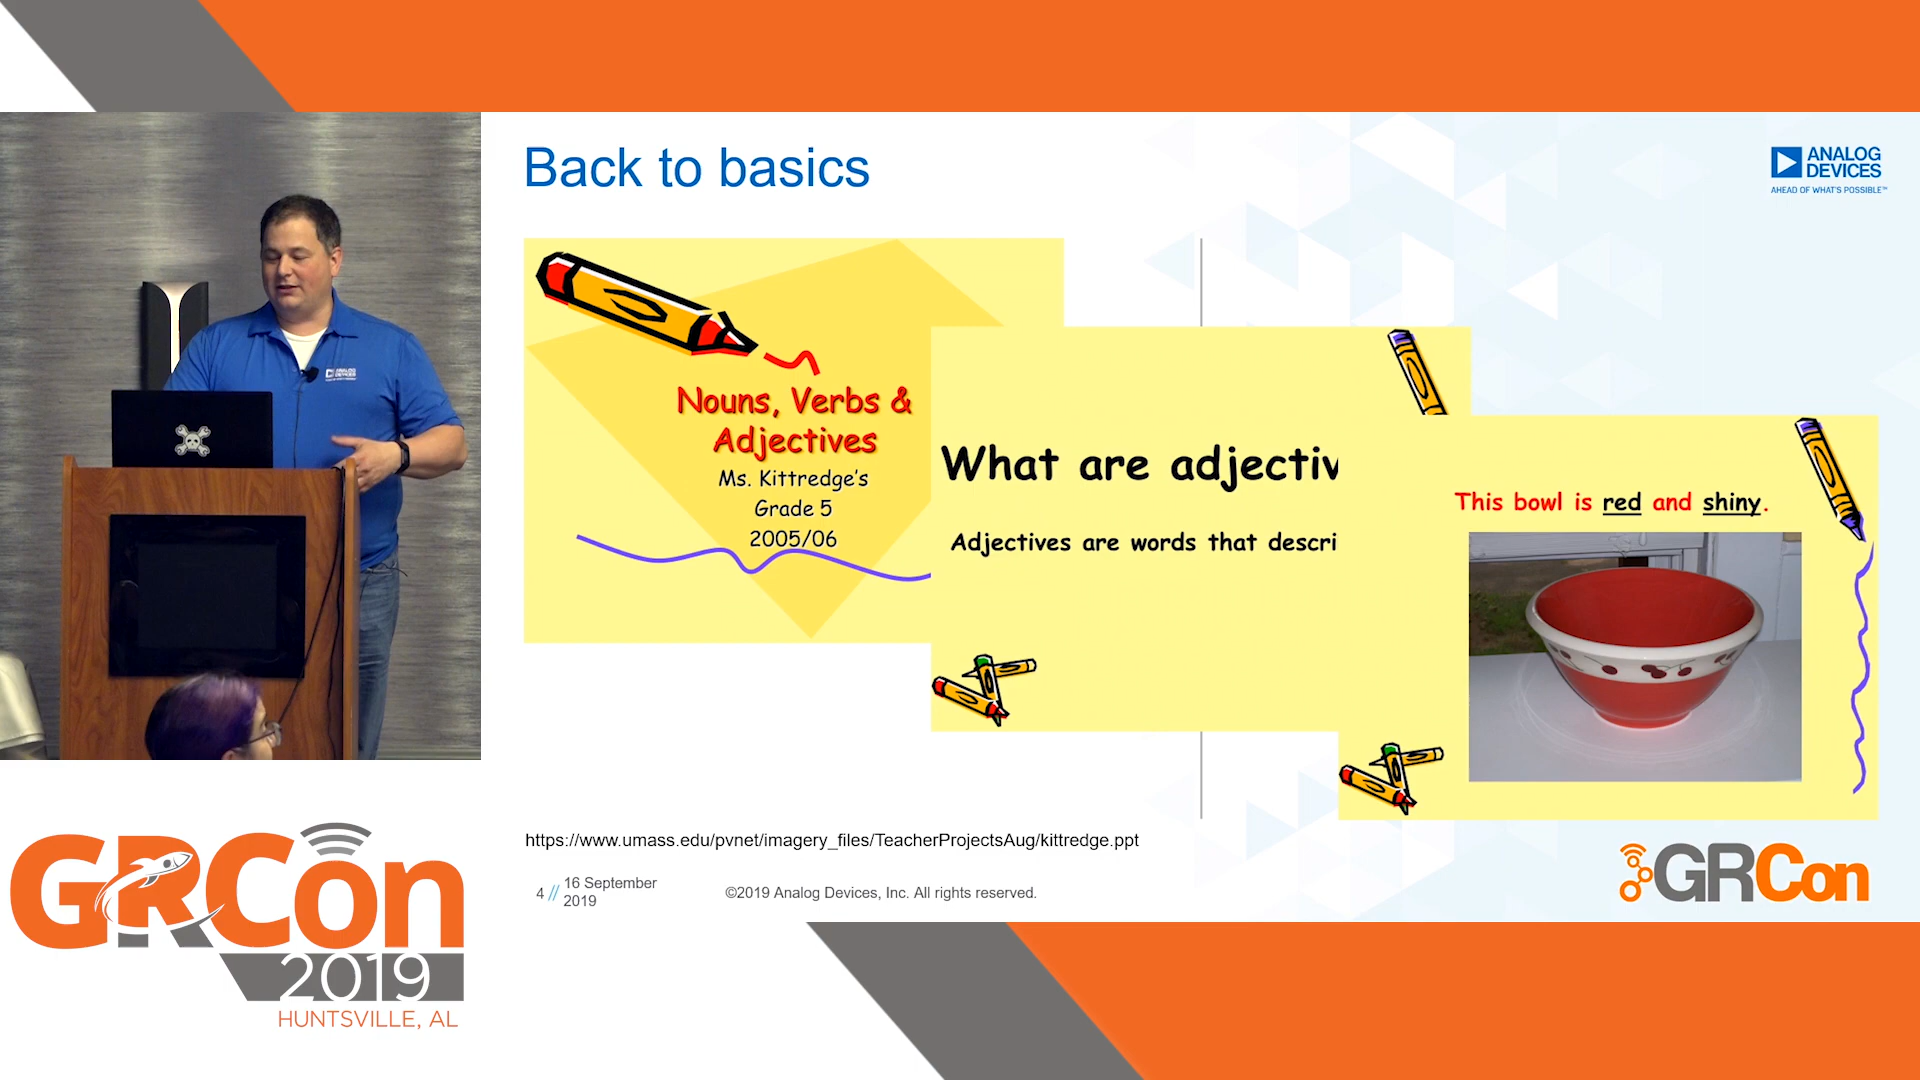 Back to basics
ANALOG
DEVICES
AHEAD OF WHAT'S POSSIBLE™
Nouns, Verbs &
Adjectives
Ms. Kittredge's
Grade 5
2005/06
What are adjectiv
Adjectives are words that descri
This bowl is red and shiny.
https://www.umass.edu/pvnet/imagery_files/TeacherProjectsAug/kittredge.ppt
4 // 16 September
2019
©2019 Analog Devices, Inc. All rights reserved.
GRCon
ANALOG
DEVICES
GRCon
2019
HUNTSVILLE, AL